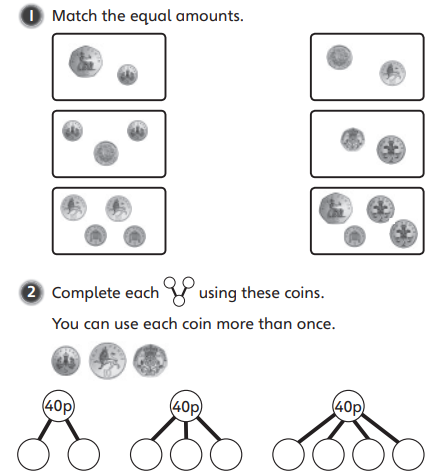 1 Match the equal amounts.
2 Complete each using these coins.
You can use each coin more than once.
40p 40p 40p